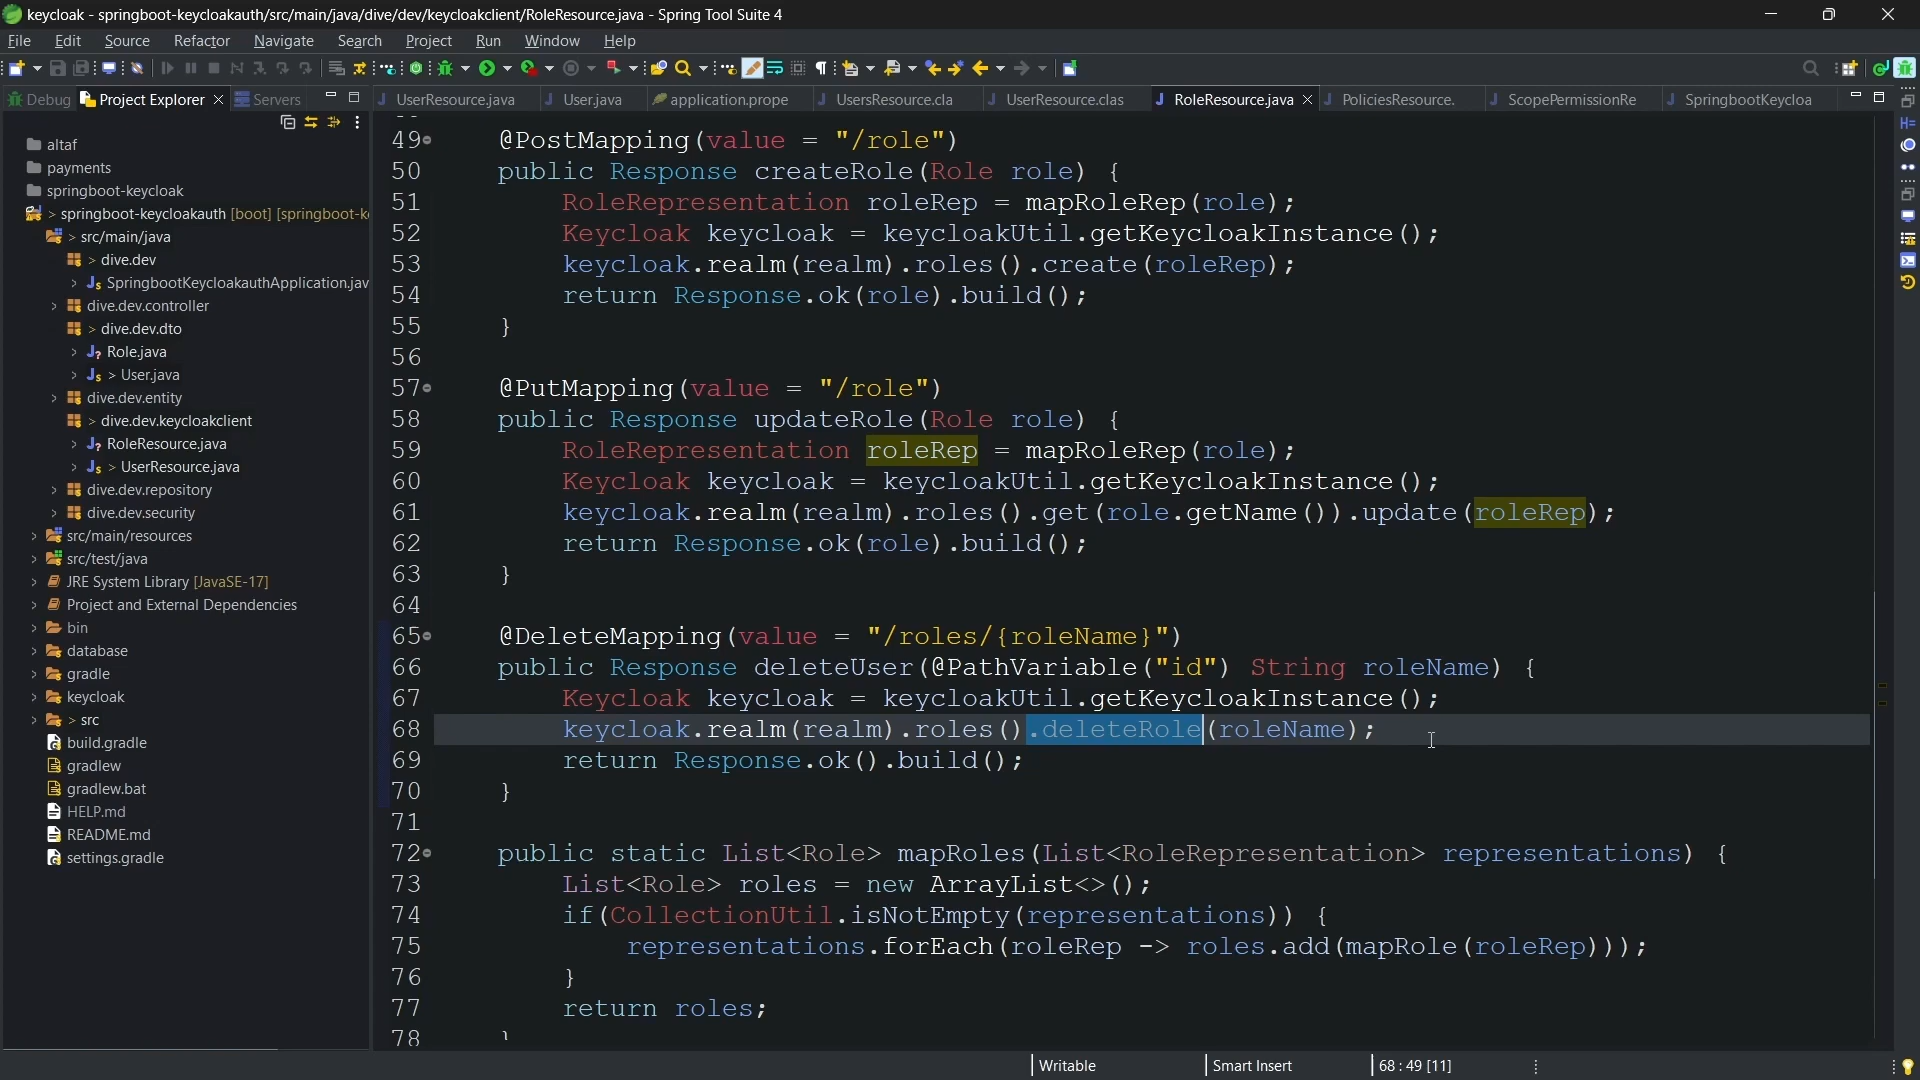 keycloak - springboot-keycloakauth/src/main/java/dive/dev/keycloakclient/RoleResource.java - Spring Tool Suite 4
File Edit Source Refactor Navigate Search Project Run Window Help
Debug Project Explorer Servers UserResource.java User.java application.prope UsersResource.cla UserResource.clas RoleResource.java PoliciesResource. ScopePermissionRe SpringbootKeycloa
altaf
payments
springboot-keycloak
> springboot-keycloakauth [boot] [springboot-k
> src/main/java
> dive.dev
SpringbootKeycloakauthApplication.jav
dive.dev.controller
> dive.dev.dto
Role.java
> User.java
dive.dev.entity
> dive.dev.keycloakclient
RoleResource.java
> UserResource.java
dive.dev.repository
dive.dev.security
src/main/resources
src/test/java
JRE System Library [JavaSE-17]
Project and External Dependencies
bin
database
gradle
keycloak
> src
build.gradle
gradlew
gradlew.bat
HELP.md
README.md
settings.gradle
49 @PostMapping(value = "/role")
50 public Response createRole(Role role) {
51 RoleRepresentation roleRep = mapRoleRep(role);
52 Keycloak keycloak = keycloakUtil.getKeycloakInstance();
53 keycloak.realm(realm).roles().create(roleRep);
54 return Response.ok(role).build();
55 }
56
57 @PutMapping(value = "/role")
58 public Response updateRole(Role role) {
59 RoleRepresentation roleRep = mapRoleRep(role);
60 Keycloak keycloak = keycloakUtil.getKeycloakInstance();
61 keycloak.realm(realm).roles().get(role.getName()).update(roleRep);
62 return Response.ok(role).build();
63 }
64
65 @DeleteMapping(value = "/roles/{roleName}")
66 public Response deleteUser(@PathVariable("id") String roleName) {
67 Keycloak keycloak = keycloakUtil.getKeycloakInstance();
68 keycloak.realm(realm).roles().deleteRole(roleName);
69 return Response.ok().build();
70 }
71
72 public static List<Role> mapRoles(List<RoleRepresentation> representations) {
73 List<Role> roles = new ArrayList<>();
74 if(CollectionUtil.isNotEmpty(representations)) {
75 representations.forEach(roleRep -> roles.add(mapRole(roleRep)));
76 }
77 return roles;
78 }
Writable Smart Insert 68 : 49 [11]